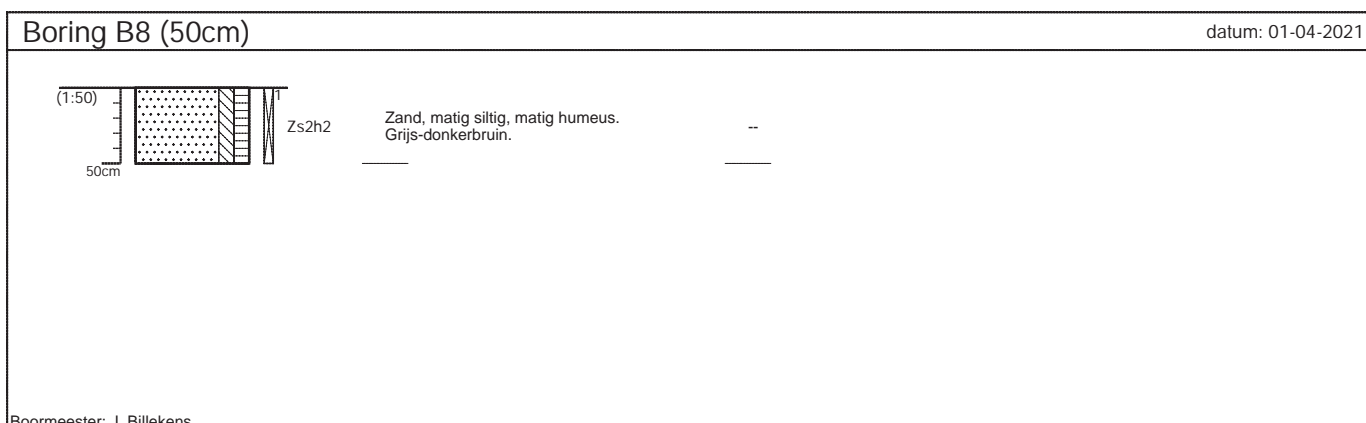 Boring B8 (50cm)
datum: 01-04-2021
(1:50)
1
Zs2h2
Zand, matig siltig, matig humeus.
Grijs-donkerbruin.
--
50cm
Boormeester: J. Billekens